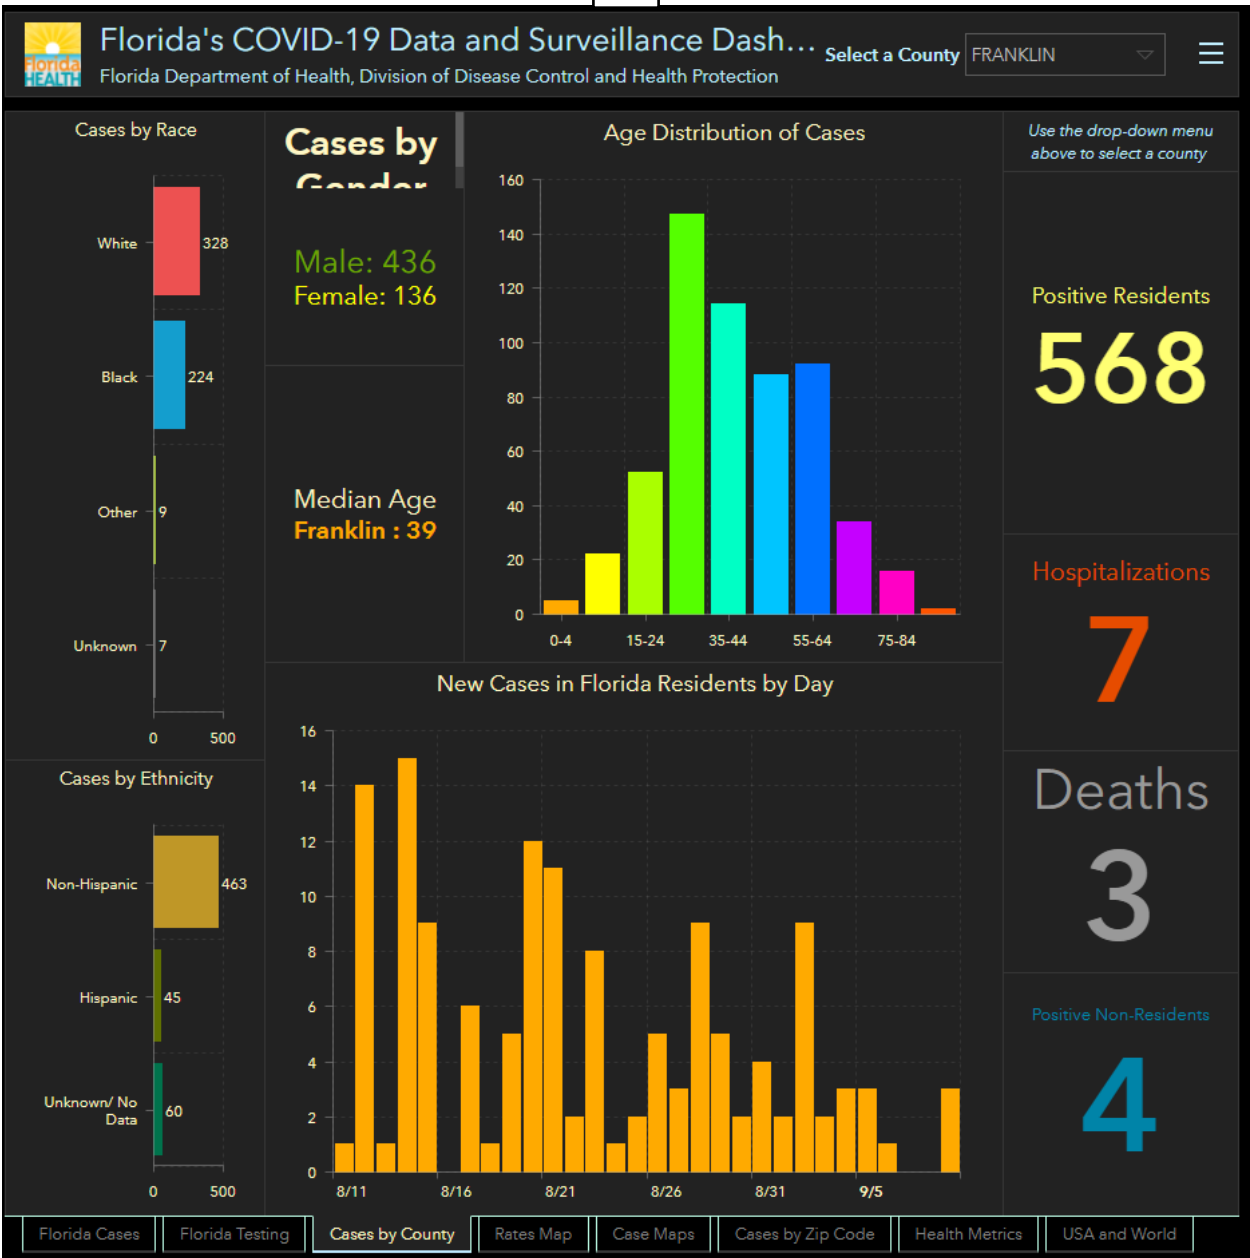 Florida HEALTH
Florida's COVID-19 Data and Surveillance Dash...
Florida Department of Health, Division of Disease Control and Health Protection
Select a County
FRANKLIN
Cases by Race
White
328
Black
224
Other
9
Unknown
7
0
500
Cases by Ethnicity
Non-Hispanic
463
Hispanic
45
Unknown/ No
Data
60
0
500
Cases by
Gender
Male: 436
Female: 136
Median Age
Franklin : 39
Age Distribution of Cases
160
140
120
100
80
60
40
20
0
0-4
15-24
35-44
55-64
75-84
New Cases in Florida Residents by Day
16
14
12
10
8
6
4
2
0
8/11
8/16
8/21
8/26
8/31
9/5
Use the drop-down menu
above to select a county
Positive Residents
568
Hospitalizations
7
Deaths
3
Positive Non-Residents
4
Florida Cases
Florida Testing
Cases by County
Rates Map
Case Maps
Cases by Zip Code
Health Metrics
USA and World